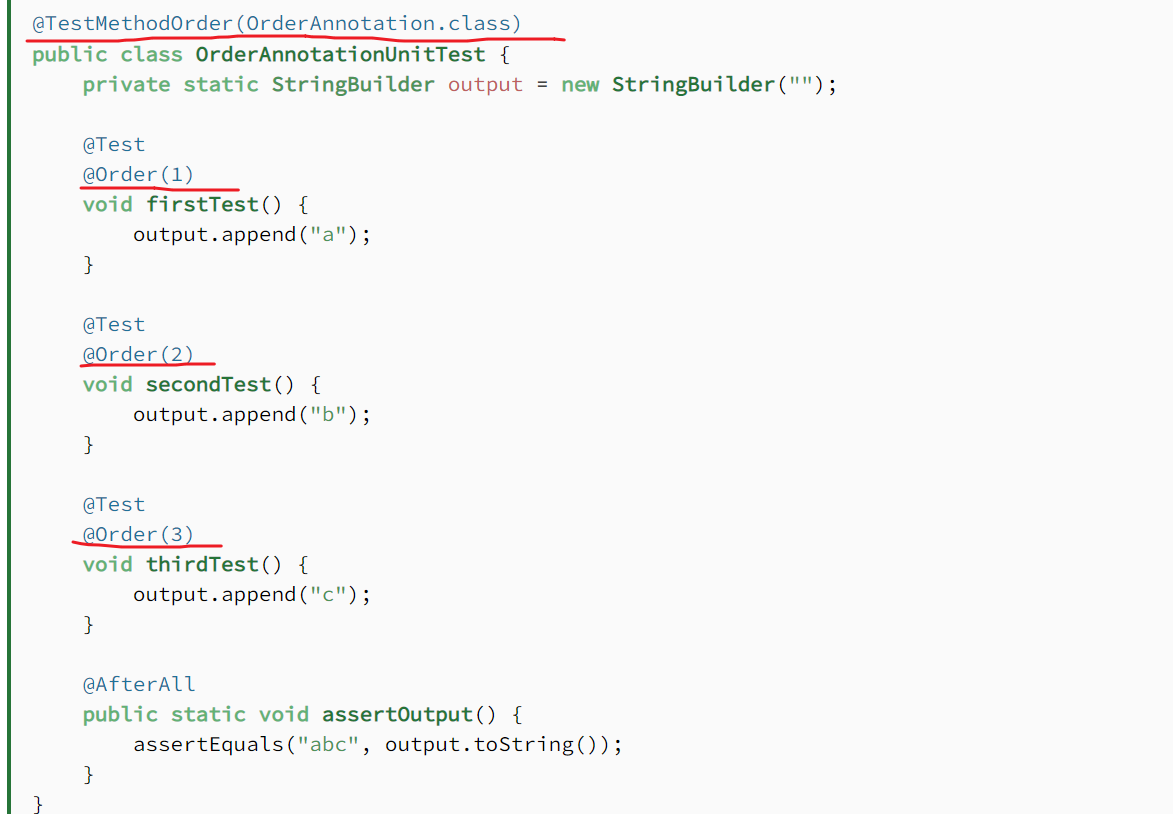 @TestMethodOrder(OrderAnnotation.class)
public class OrderAnnotationUnitTest {
    private static StringBuilder output = new StringBuilder("");

    @Test
    @Order(1)
    void firstTest() {
        output.append("a");
    }

    @Test
    @Order(2)
    void secondTest() {
        output.append("b");
    }

    @Test
    @Order(3)
    void thirdTest() {
        output.append("c");
    }

    @AfterAll
    public static void assertOutput() {
        assertEquals("abc", output.toString());
    }
}